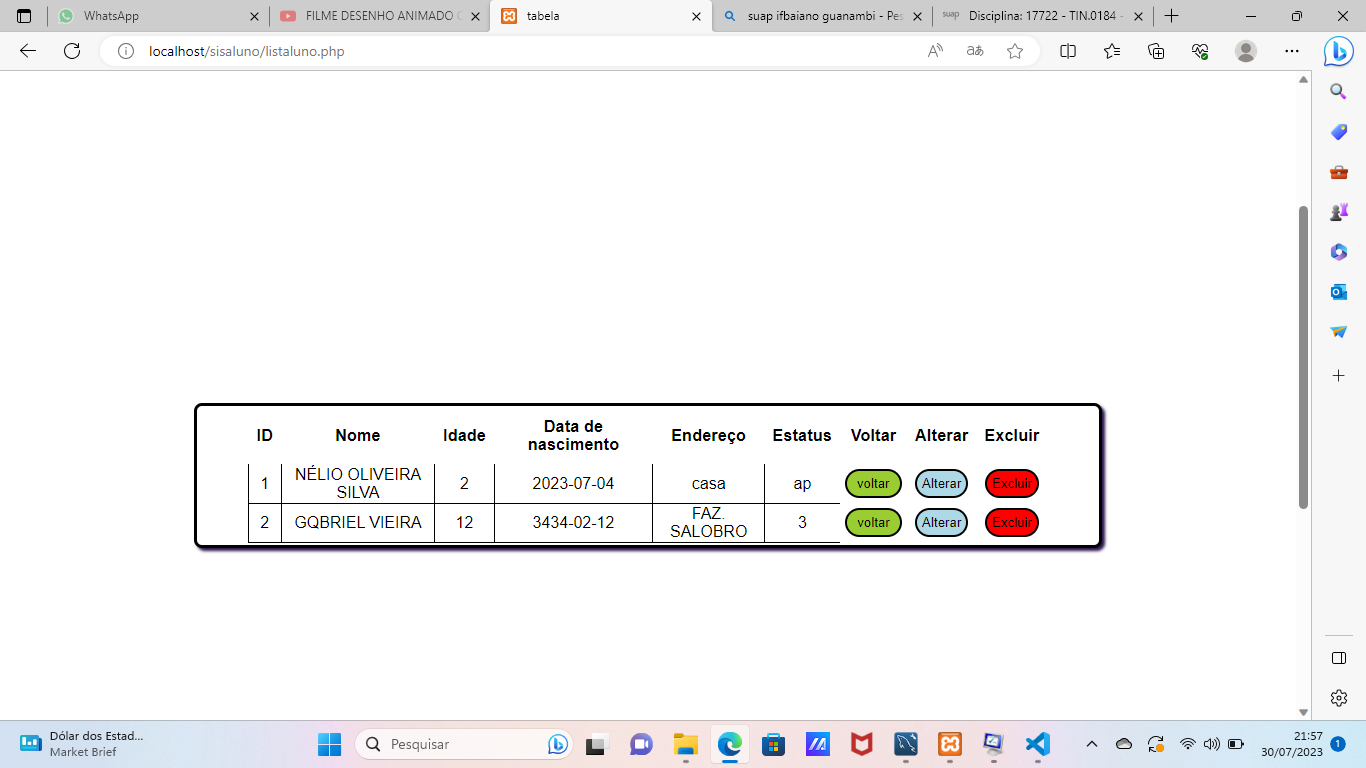 WhatsApp
FILME DESENHO ANIMADO
tabela
suap ifbaiano guanambi - Pes
suap
Disciplina: 17722 - TIN.0184 -
localhost/sisaluno/listaluno.php
ID Nome Idade Data de nascimento Endereço Estatus Voltar Alterar Excluir
1 NÉLIO OLIVEIRA SILVA 2 2023-07-04 casa ap voltar Alterar Excluir
2 GQBRIEL VIEIRA 12 3434-02-12 FAZ. SALOBRO 3 voltar Alterar Excluir
Dólar dos Estad...
Market Brief
Pesquisar
21:57
30/07/2023
1